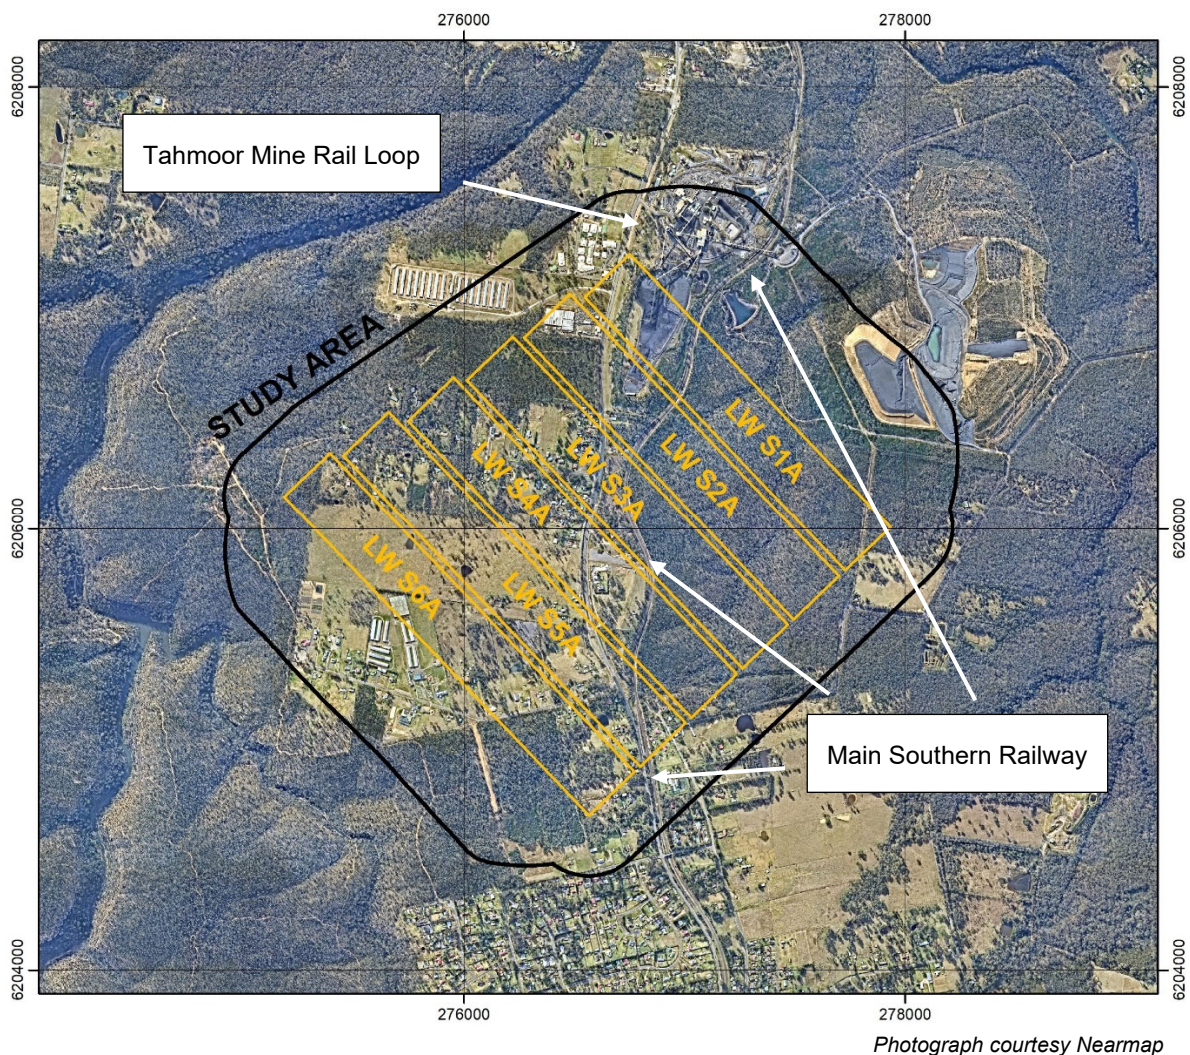 276000
278000
6208000
6208000
Tahmoor Mine Rail Loop
STUDY AREA
LW S1A
LW S2A
LW S3A
LW S4A
LW S5A
LW S6A
6206000
6206000
Main Southern Railway
6204000
6204000
276000
278000
Photograph courtesy Nearmap